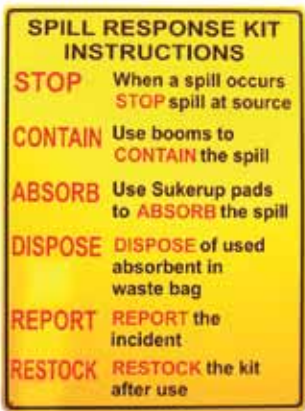 SPILL RESPONSE KIT
INSTRUCTIONS
STOP When a spill occurs
STOP spill at source
CONTAIN Use booms to
CONTAIN the spill
ABSORB Use Sukerup pads
to ABSORB the spill
DISPOSE DISPOSE of used
absorbent in
waste bag
REPORT REPORT the
incident
RESTOCK RESTOCK the kit
after use